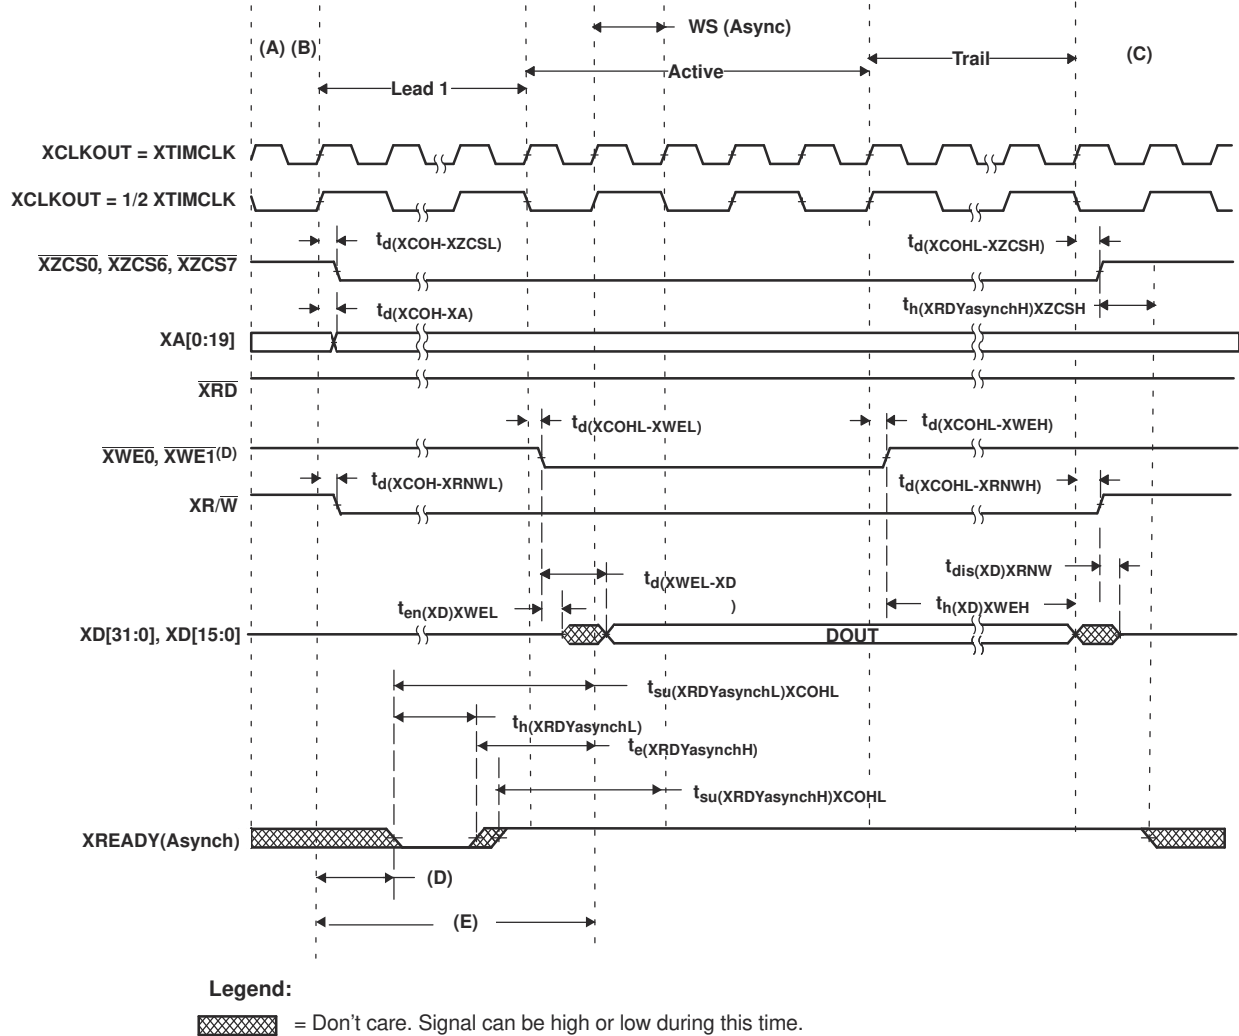 WS (Async)
(A) (B)
Trail
(C)
Active
Lead 1
XCLKOUT = XTIMCLK
XCLKOUT = 1/2 XTIMCLK
td(XCOH-XZCSL)
td(XCOHL-XZCSH)
XZCS0, XZCS6, XZCS7
th(XRDYasynchH)XZCSH
td(XCOH-XA)
XA[0:19]
XRD
td(XCOHL-XWEL)
td(XCOHL-XWEH)
XWE0, XWE1(D)
td(XCOH-XRNWL)
td(XCOHL-XRNWH)
XR/W
td(XWEL-XD
)
tdis(XD)XRNW
ten(XD)XWEL
th(XD)XWEH
XD[31:0], XD[15:0]
DOUT
tsu(XRDYasynchL)XCOHL
th(XRDYasynchL)
te(XRDYasynchH)
tsu(XRDYasynchH)XCOHL
XREADY(Asynch)
(D)
(E)
Legend:
= Don't care. Signal can be high or low during this time.